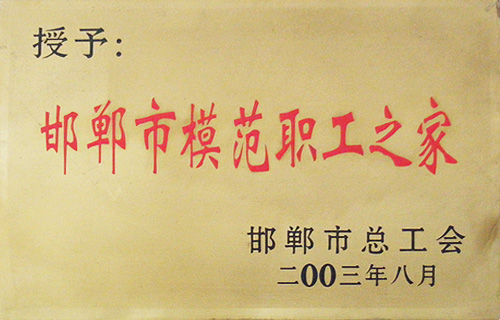 授予：
邯郸市模范职工之家
邯郸市总工会
二00三年八月